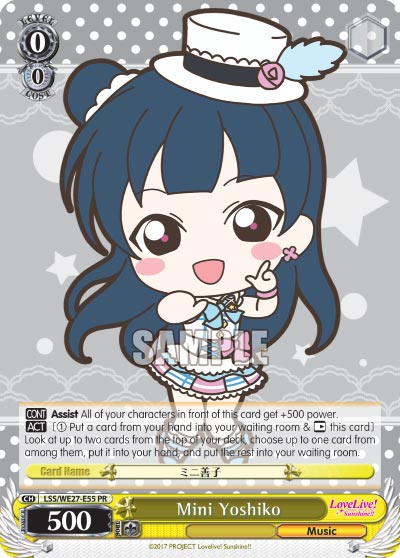 LEVEL
0
0
COST
SAMPLE
CONT Assist All of your characters in front of this card get +500 power.
ACT [① Put a card from your hand into your waiting room & this card]
Look at up to two cards from the top of your deck, choose up to one card from
among them, put it into your hand, and put the rest into your waiting room.
Card Name
ミニ善子
CH LSS/WE27-E55 PR
POWER 500
SOUL
Mini Yoshiko
LoveLive!
Sunshine!!
Music
©2017 PROJECT Lovelive! Sunshine!!